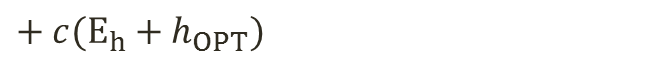 + c(E_h + h_OPT)